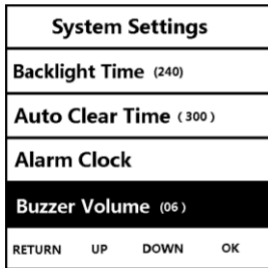 System Settings
Backlight Time (240)
Auto Clear Time (300)
Alarm Clock
Buzzer Volume (06)
RETURN UP DOWN OK